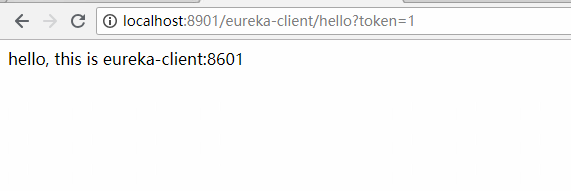 localhost:8901/eureka-client/hello?token=1
hello, this is eureka-client:8601